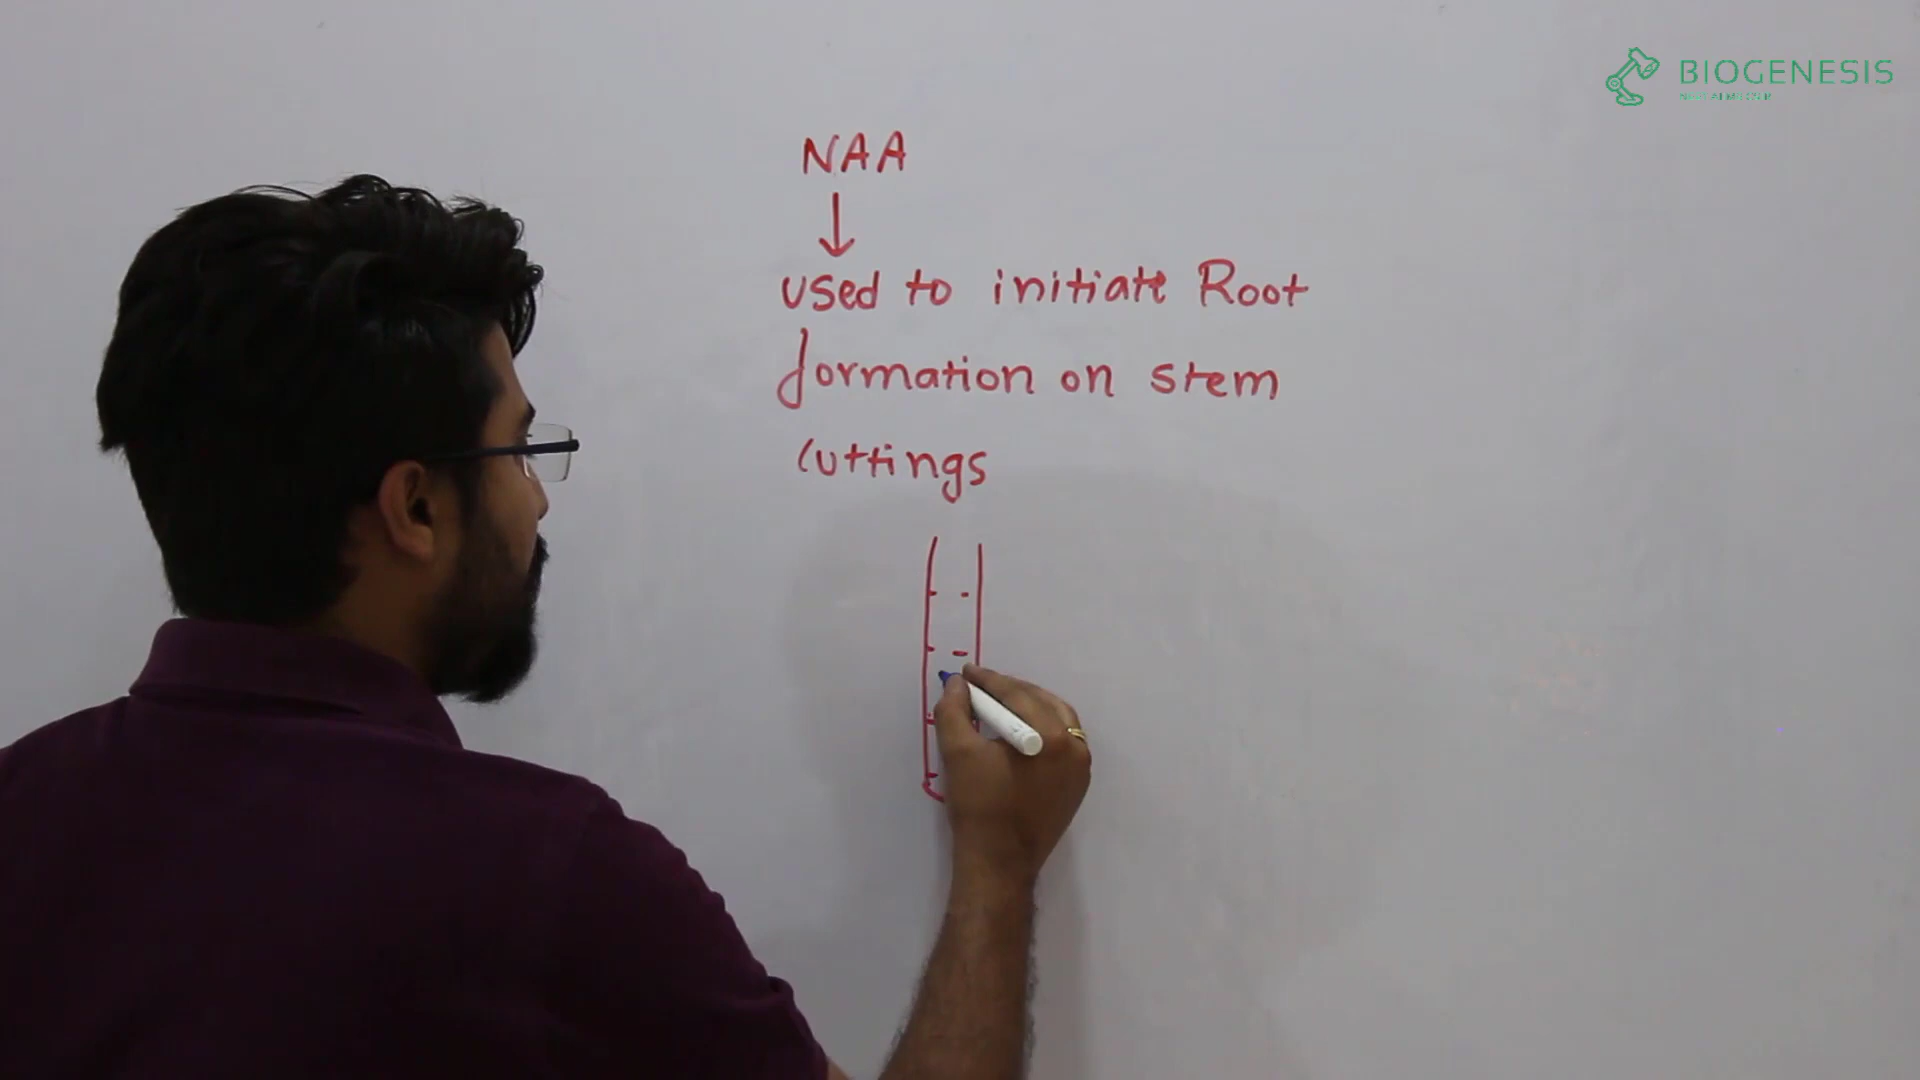 BIOGENESIS
NAA
used to initiate Root
formation on stem
cuttings